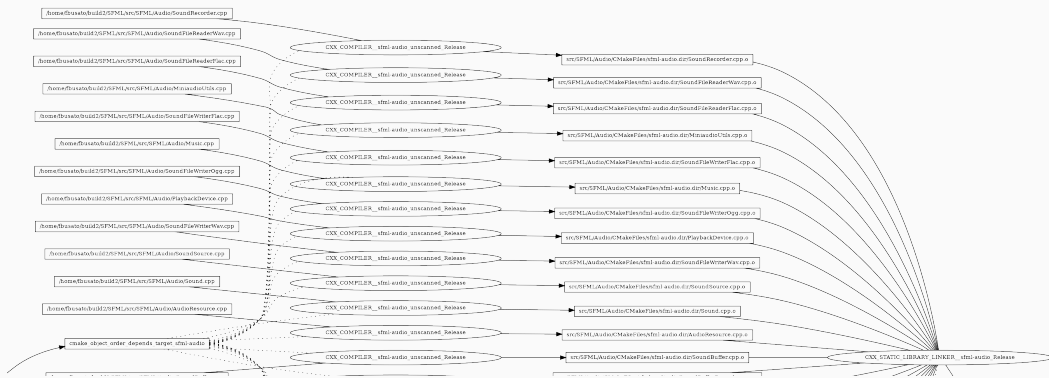 /home/fbusato/build2/SFML/src/SFML/Audio/SoundRecorder.cpp
/home/fbusato/build2/SFML/src/SFML/Audio/SoundFileReaderWav.cpp
CXX_COMPILER__sfml-audio_unscanned_Release
src/SFML/Audio/CMakeFiles/sfml-audio.dir/SoundRecorder.cpp.o
/home/fbusato/build2/SFML/src/SFML/Audio/SoundFileReaderFlac.cpp
CXX_COMPILER__sfml-audio_unscanned_Release
src/SFML/Audio/CMakeFiles/sfml-audio.dir/SoundFileReaderWav.cpp.o
/home/fbusato/build2/SFML/src/SFML/Audio/MiniaudioUtils.cpp
CXX_COMPILER__sfml-audio_unscanned_Release
src/SFML/Audio/CMakeFiles/sfml-audio.dir/SoundFileReaderFlac.cpp.o
/home/fbusato/build2/SFML/src/SFML/Audio/SoundFileWriterFlac.cpp
CXX_COMPILER__sfml-audio_unscanned_Release
src/SFML/Audio/CMakeFiles/sfml-audio.dir/MiniaudioUtils.cpp.o
/home/fbusato/build2/SFML/src/SFML/Audio/Music.cpp
CXX_COMPILER__sfml-audio_unscanned_Release
src/SFML/Audio/CMakeFiles/sfml-audio.dir/SoundFileWriterFlac.cpp.o
/home/fbusato/build2/SFML/src/SFML/Audio/SoundFileWriterOgg.cpp
CXX_COMPILER__sfml-audio_unscanned_Release
src/SFML/Audio/CMakeFiles/sfml-audio.dir/Music.cpp.o
/home/fbusato/build2/SFML/src/SFML/Audio/PlaybackDevice.cpp
CXX_COMPILER__sfml-audio_unscanned_Release
src/SFML/Audio/CMakeFiles/sfml-audio.dir/SoundFileWriterOgg.cpp.o
/home/fbusato/build2/SFML/src/SFML/Audio/SoundFileWriterWav.cpp
CXX_COMPILER__sfml-audio_unscanned_Release
src/SFML/Audio/CMakeFiles/sfml-audio.dir/PlaybackDevice.cpp.o
/home/fbusato/build2/SFML/src/SFML/Audio/SoundSource.cpp
CXX_COMPILER__sfml-audio_unscanned_Release
src/SFML/Audio/CMakeFiles/sfml-audio.dir/SoundFileWriterWav.cpp.o
/home/fbusato/build2/SFML/src/SFML/Audio/Sound.cpp
CXX_COMPILER__sfml-audio_unscanned_Release
src/SFML/Audio/CMakeFiles/sfml-audio.dir/SoundSource.cpp.o
/home/fbusato/build2/SFML/src/SFML/Audio/AudioResource.cpp
CXX_COMPILER__sfml-audio_unscanned_Release
src/SFML/Audio/CMakeFiles/sfml-audio.dir/Sound.cpp.o
cmake_object_order_depends_target_sfml-audio
CXX_COMPILER__sfml-audio_unscanned_Release
src/SFML/Audio/CMakeFiles/sfml-audio.dir/AudioResource.cpp.o
CXX_COMPILER__sfml-audio_unscanned_Release
src/SFML/Audio/CMakeFiles/sfml-audio.dir/SoundBuffer.cpp.o
CXX_STATIC_LIBRARY_LINKER__sfml-audio_Release